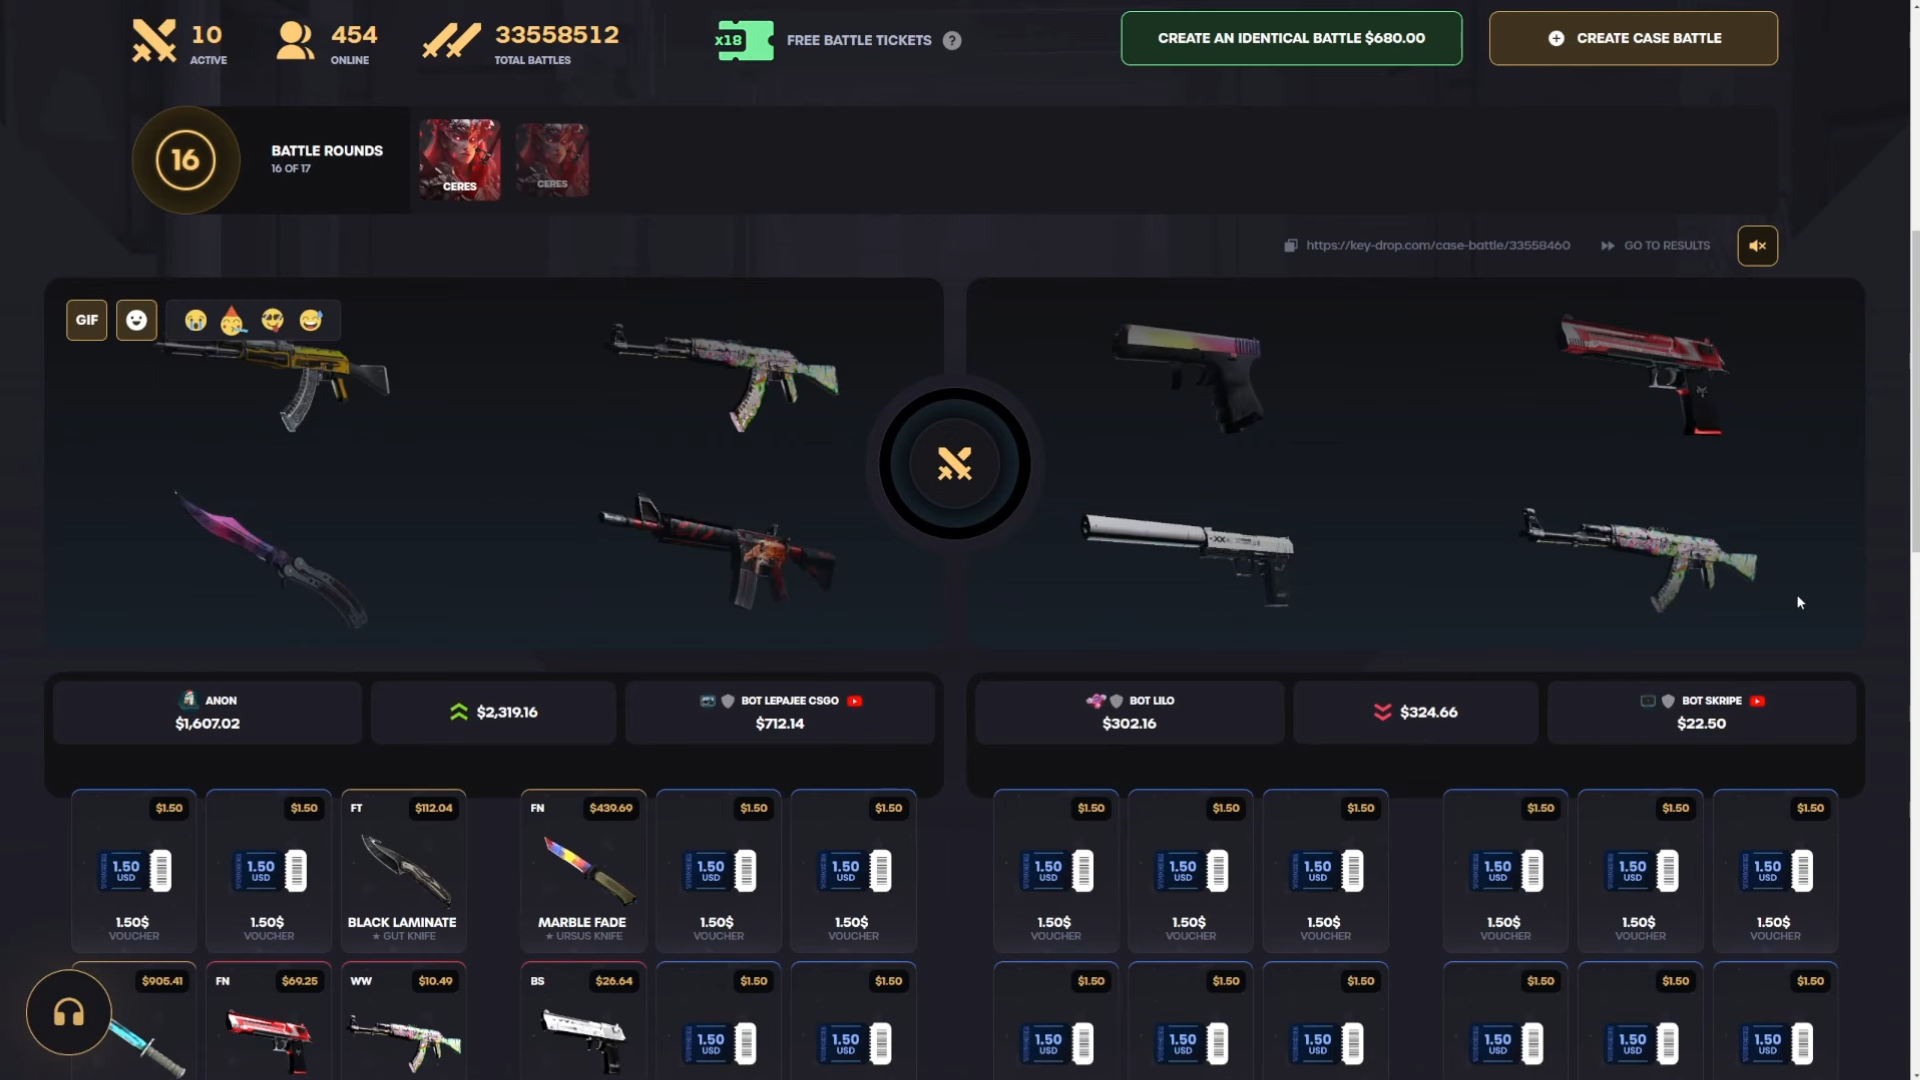 10
ACTIVE
454
ONLINE
33558512
TOTAL BATTLES
x18
FREE BATTLE TICKETS ?
CREATE AN IDENTICAL BATTLE $680.00
CREATE CASE BATTLE
16
BATTLE ROUNDS
16 OF 17
CERES
CERES
https://key-drop.com/case-battle/33558460
GO TO RESULTS
GIF
ANON
$1,607.02
$2,319.16
BOT LEPAJEE CSGO
$712.14
BOT LILO
$302.16
$324.66
BOT SKRIPE
$22.50
$1.50
1.50
USD
1.50$
VOUCHER
$1.50
1.50
USD
1.50$
VOUCHER
FT $112.04
BLACK LAMINATE
★ GUT KNIFE
FN $439.69
MARBLE FADE
★ URSUS KNIFE
$1.50
1.50
USD
1.50$
VOUCHER
$1.50
1.50
USD
1.50$
VOUCHER
$1.50
1.50
USD
1.50$
VOUCHER
$1.50
1.50
USD
1.50$
VOUCHER
$1.50
1.50
USD
1.50$
VOUCHER
$1.50
1.50
USD
1.50$
VOUCHER
$1.50
1.50
USD
1.50$
VOUCHER
$1.50
1.50
USD
1.50$
VOUCHER
$905.41
FN $69.25
WW $10.49
BS $26.64
$1.50
1.50
USD
$1.50
1.50
USD
$1.50
1.50
USD
$1.50
1.50
USD
$1.50
1.50
USD
$1.50
1.50
USD
$1.50
1.50
USD
$1.50
1.50
USD